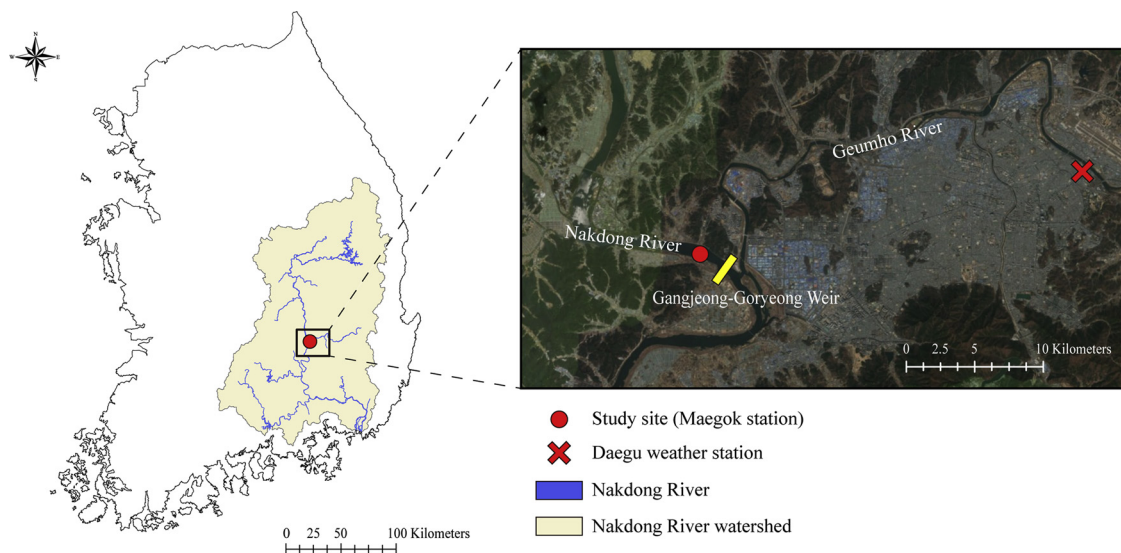 N
W E
S
Geumho River
Nakdong River
Gangjeong-Goryeong Weir
0 2.5 5 10 Kilometers
Study site (Maegok station)
Daegu weather station
Nakdong River
Nakdong River watershed
0 25 50 100 Kilometers